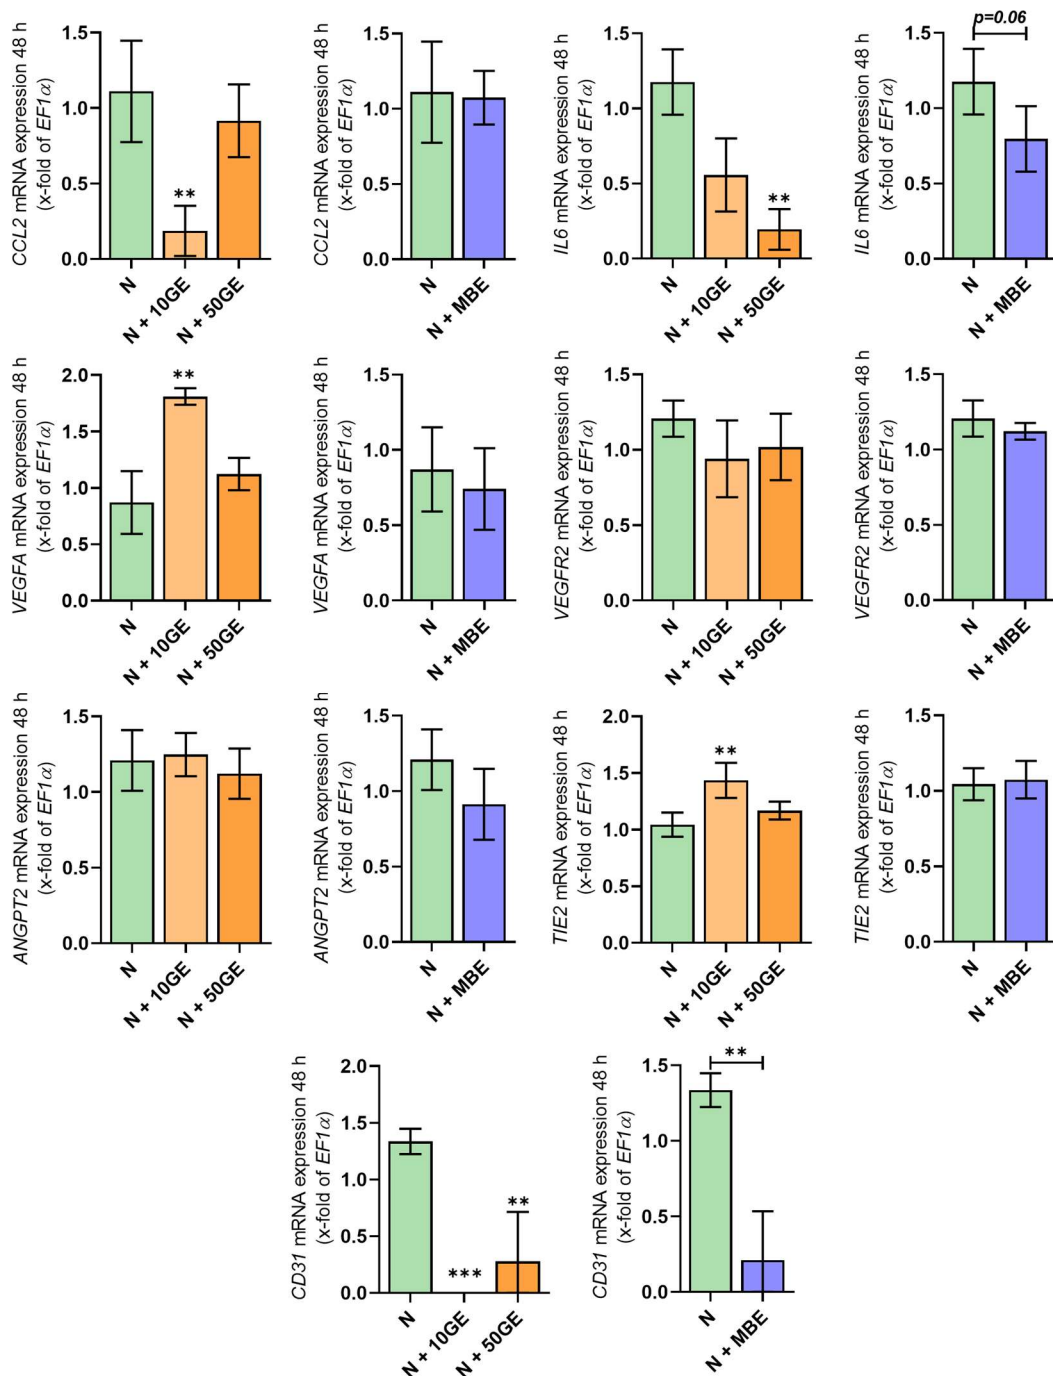 CCL2 mRNA expression 48 h
(x-fold of EF1α)
1.5
1.0
0.5
0.0
**
N
N + 10GE
N + 50GE
CCL2 mRNA expression 48 h
(x-fold of EF1α)
1.5
1.0
0.5
0.0
N
N + MBE
IL6 mRNA expression 48 h
(x-fold of EF1α)
1.5
1.0
0.5
0.0
**
N
N + 10GE
N + 50GE
IL6 mRNA expression 48 h
(x-fold of EF1α)
1.5
1.0
0.5
0.0
p=0.06
N
N + MBE
VEGFA mRNA expression 48 h
(x-fold of EF1α)
2.0
1.5
1.0
0.5
0.0
**
N
N + 10GE
N + 50GE
VEGFA mRNA expression 48 h
(x-fold of EF1α)
1.5
1.0
0.5
0.0
N
N + MBE
VEGFR2 mRNA expression 48 h
(x-fold of EF1α)
1.5
1.0
0.5
0.0
N
N + 10GE
N + 50GE
VEGFR2 mRNA expression 48 h
(x-fold of EF1α)
1.5
1.0
0.5
0.0
N
N + MBE
ANGPT2 mRNA expression 48 h
(x-fold of EF1α)
1.5
1.0
0.5
0.0
N
N + 10GE
N + 50GE
ANGPT2 mRNA expression 48 h
(x-fold of EF1α)
1.5
1.0
0.5
0.0
N
N + MBE
TIE2 mRNA expression 48 h
(x-fold of EF1α)
2.0
1.5
1.0
0.5
0.0
**
N
N + 10GE
N + 50GE
TIE2 mRNA expression 48 h
(x-fold of EF1α)
1.5
1.0
0.5
0.0
N
N + MBE
CD31 mRNA expression 48 h
(x-fold of EF1α)
2.0
1.5
1.0
0.5
0.0
***
**
N
N + 10GE
N + 50GE
CD31 mRNA expression 48 h
(x-fold of EF1α)
1.5
1.0
0.5
0.0
**
N
N + MBE